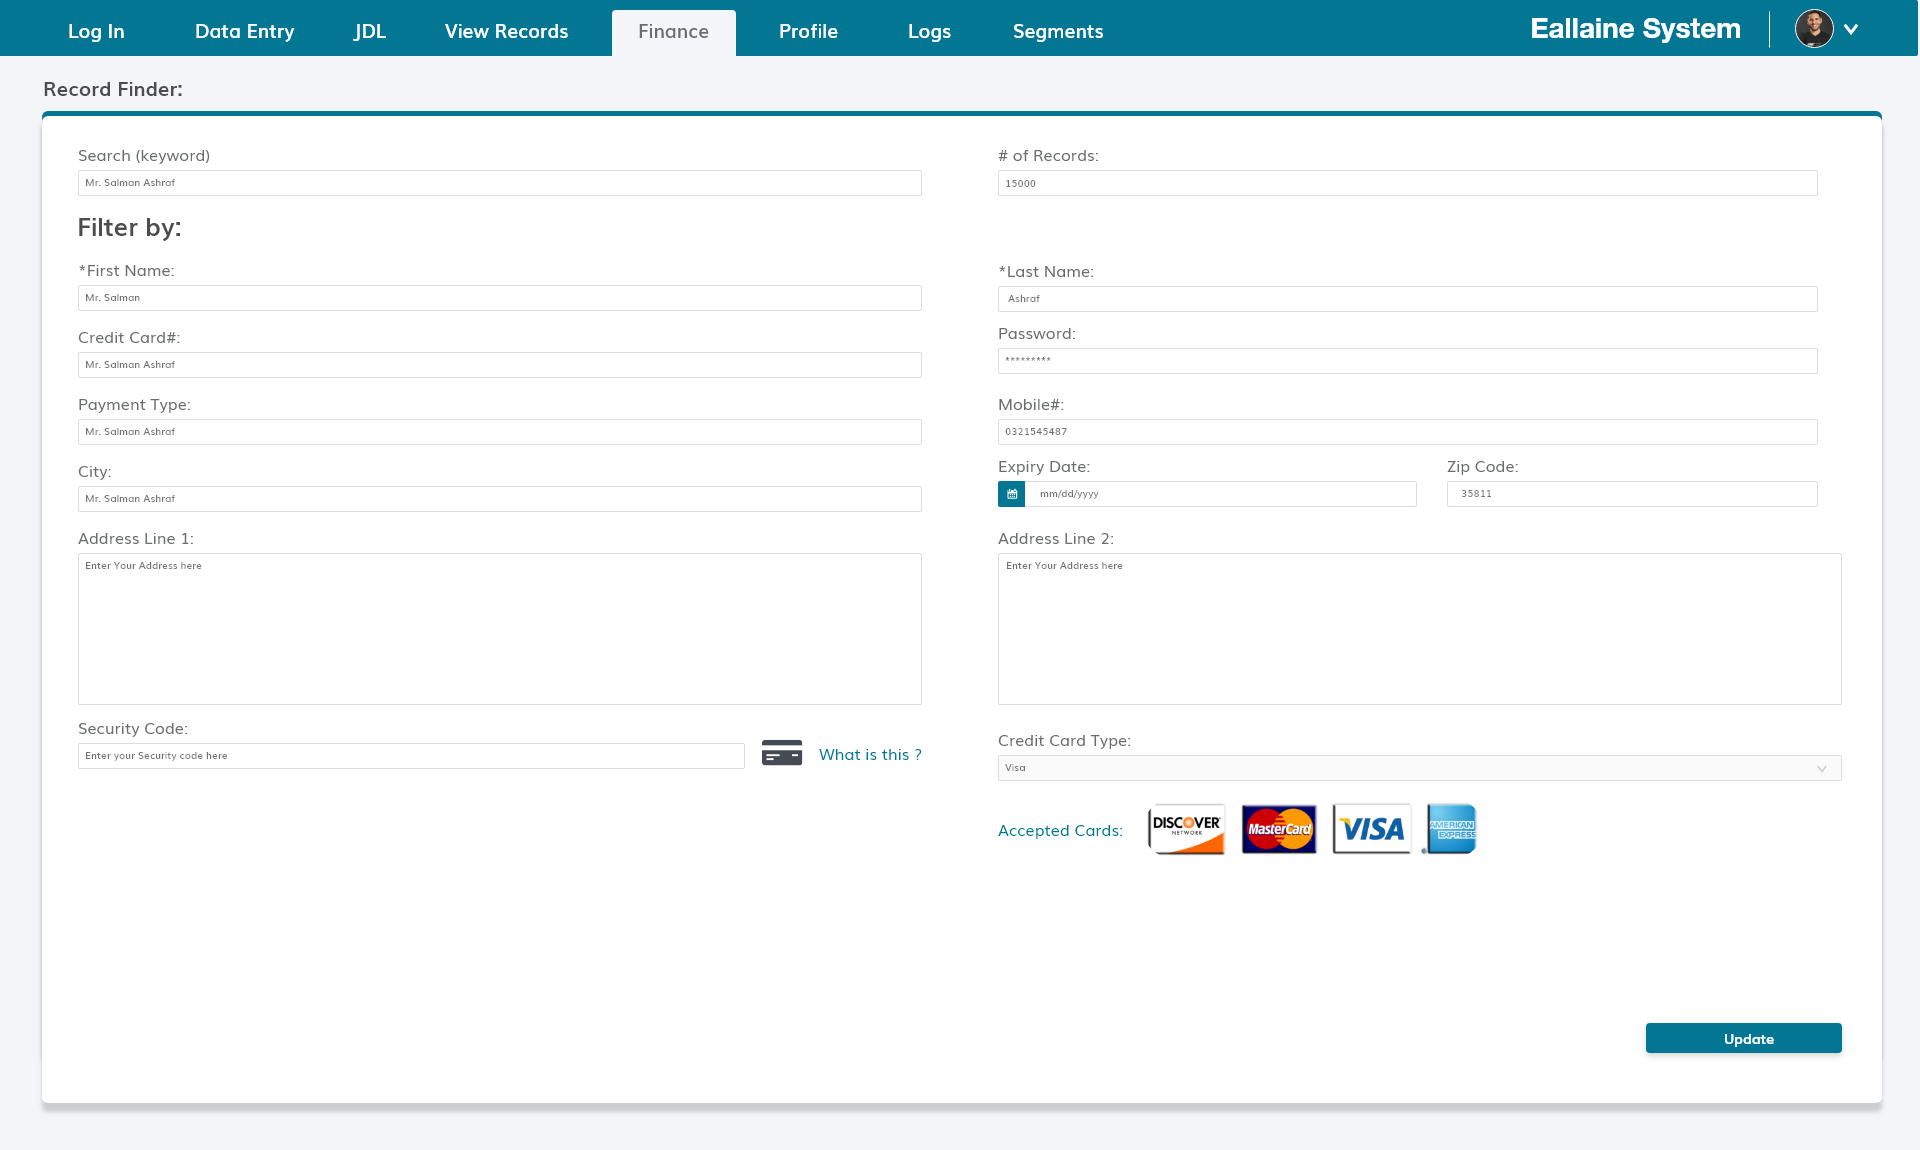 Log In
Data Entry
JDL
View Records
Finance
Profile
Logs
Segments
Eallaine System
Record Finder:
Search (keyword)
Mr. Salman Ashraf
# of Records:
15000
Filter by:
*First Name:
Mr. Salman
*Last Name:
Ashraf
Credit Card#:
Mr. Salman Ashraf
Password:
*********
Payment Type:
Mr. Salman Ashraf
Mobile#:
0321545487
City:
Mr. Salman Ashraf
Expiry Date:
mm/dd/yyyy
Zip Code:
35811
Address Line 1:
Enter Your Address here
Address Line 2:
Enter Your Address here
Security Code:
Enter your Security code here
What is this ?
Credit Card Type:
Visa
Accepted Cards:
DISCOVER
NETWORK
MasterCard
VISA
AMERICAN
EXPRESS
Update